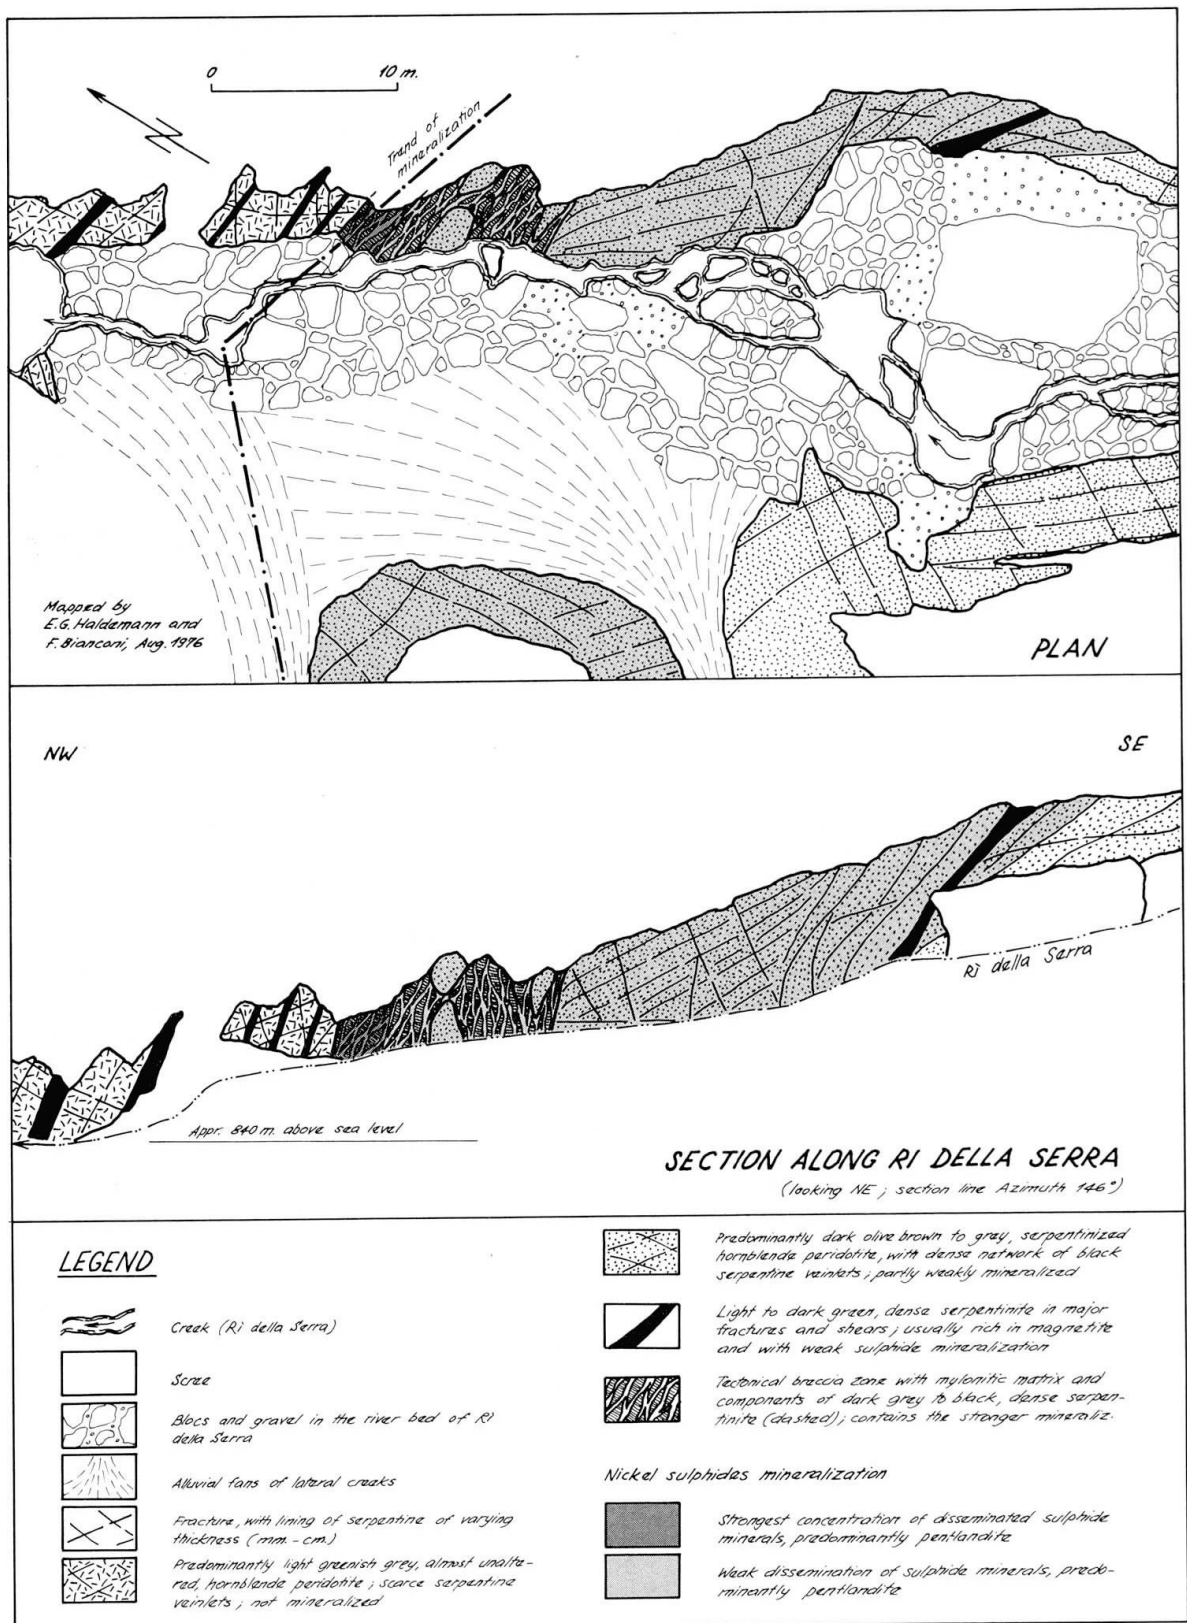 0 10 m.
Trend of
mineralization
Mapped by
E.G. Haldemann and
F. Bianconi, Aug. 1976
PLAN
NW
SE
Rì della Serra
Appr. 840 m. above sea level
SECTION ALONG RI DELLA SERRA
(looking NE ; section line Azimuth 146°)
LEGEND
Creek (Rì della Serra)
Scree
Blocs and gravel in the river bed of Rì
della Serra
Alluvial fans of lateral creeks
Fracture, with lining of serpentine of varying
thickness (mm.-cm.)
Predominantly light greenish grey, almost unalte-
red, hornblende peridotite ; scarce serpentine
veinlets ; not mineralized
Predominantly dark olive brown to grey, serpentinized
hornblende peridotite, with dense network of black
serpentine veinlets ; partly weakly mineralized
Light to dark green, dense serpentinite in major
fractures and shears ; usually rich in magnetite
and with weak sulphide mineralization
Tectonical breccia zone with mylonitic matrix and
components of dark grey to black, dense serpen-
tinite (dashed) ; contains the stronger mineraliz.
Nickel sulphides mineralization
Strongest concentration of disseminated sulphide
minerals, predominantly pentlandite
Weak dissemination of sulphide minerals, predo-
minantly pentlandite